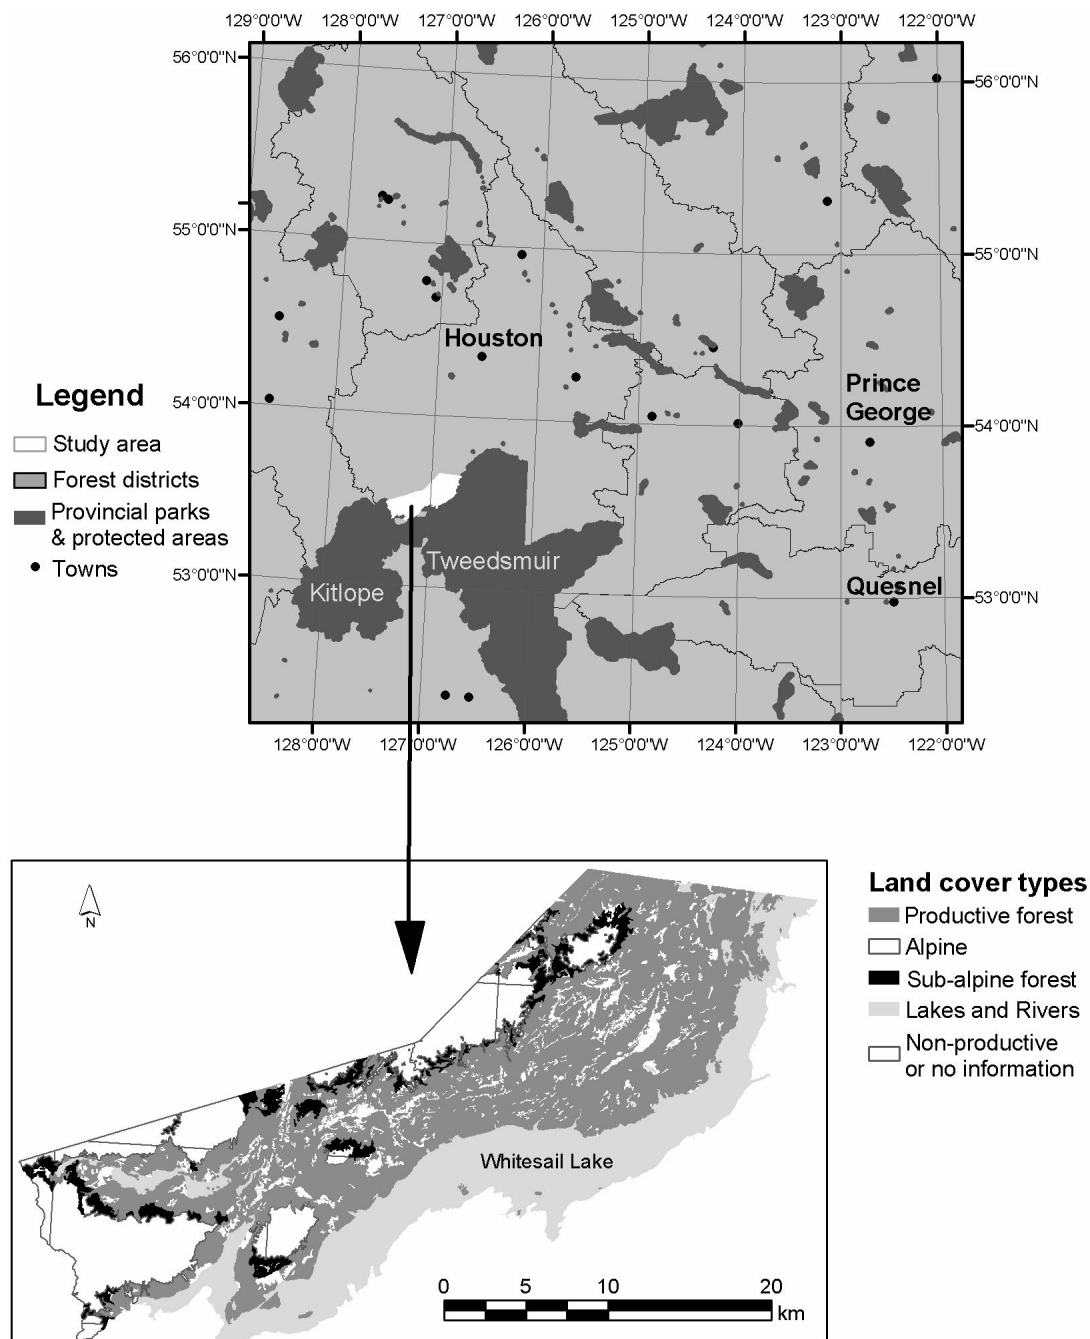 129°0'0"W 128°0'0"W 127°0'0"W 126°0'0"W 125°0'0"W 124°0'0"W 123°0'0"W 122°0'0"W
56°0'0"N
56°0'0"N
55°0'0"N
55°0'0"N
Houston
Legend
Prince
George
54°0'0"N
54°0'0"N
Study area
Forest districts
Provincial parks
& protected areas
Towns
Tweedsmuir
53°0'0"N
Kitlope
Quesnel
53°0'0"N
128°0'0"W 127°0'0"W 126°0'0"W 125°0'0"W 124°0'0"W 123°0'0"W 122°0'0"W
N
Land cover types
Productive forest
Alpine
Sub-alpine forest
Lakes and Rivers
Non-productive
or no information
Whitesail Lake
0 5 10 20
km